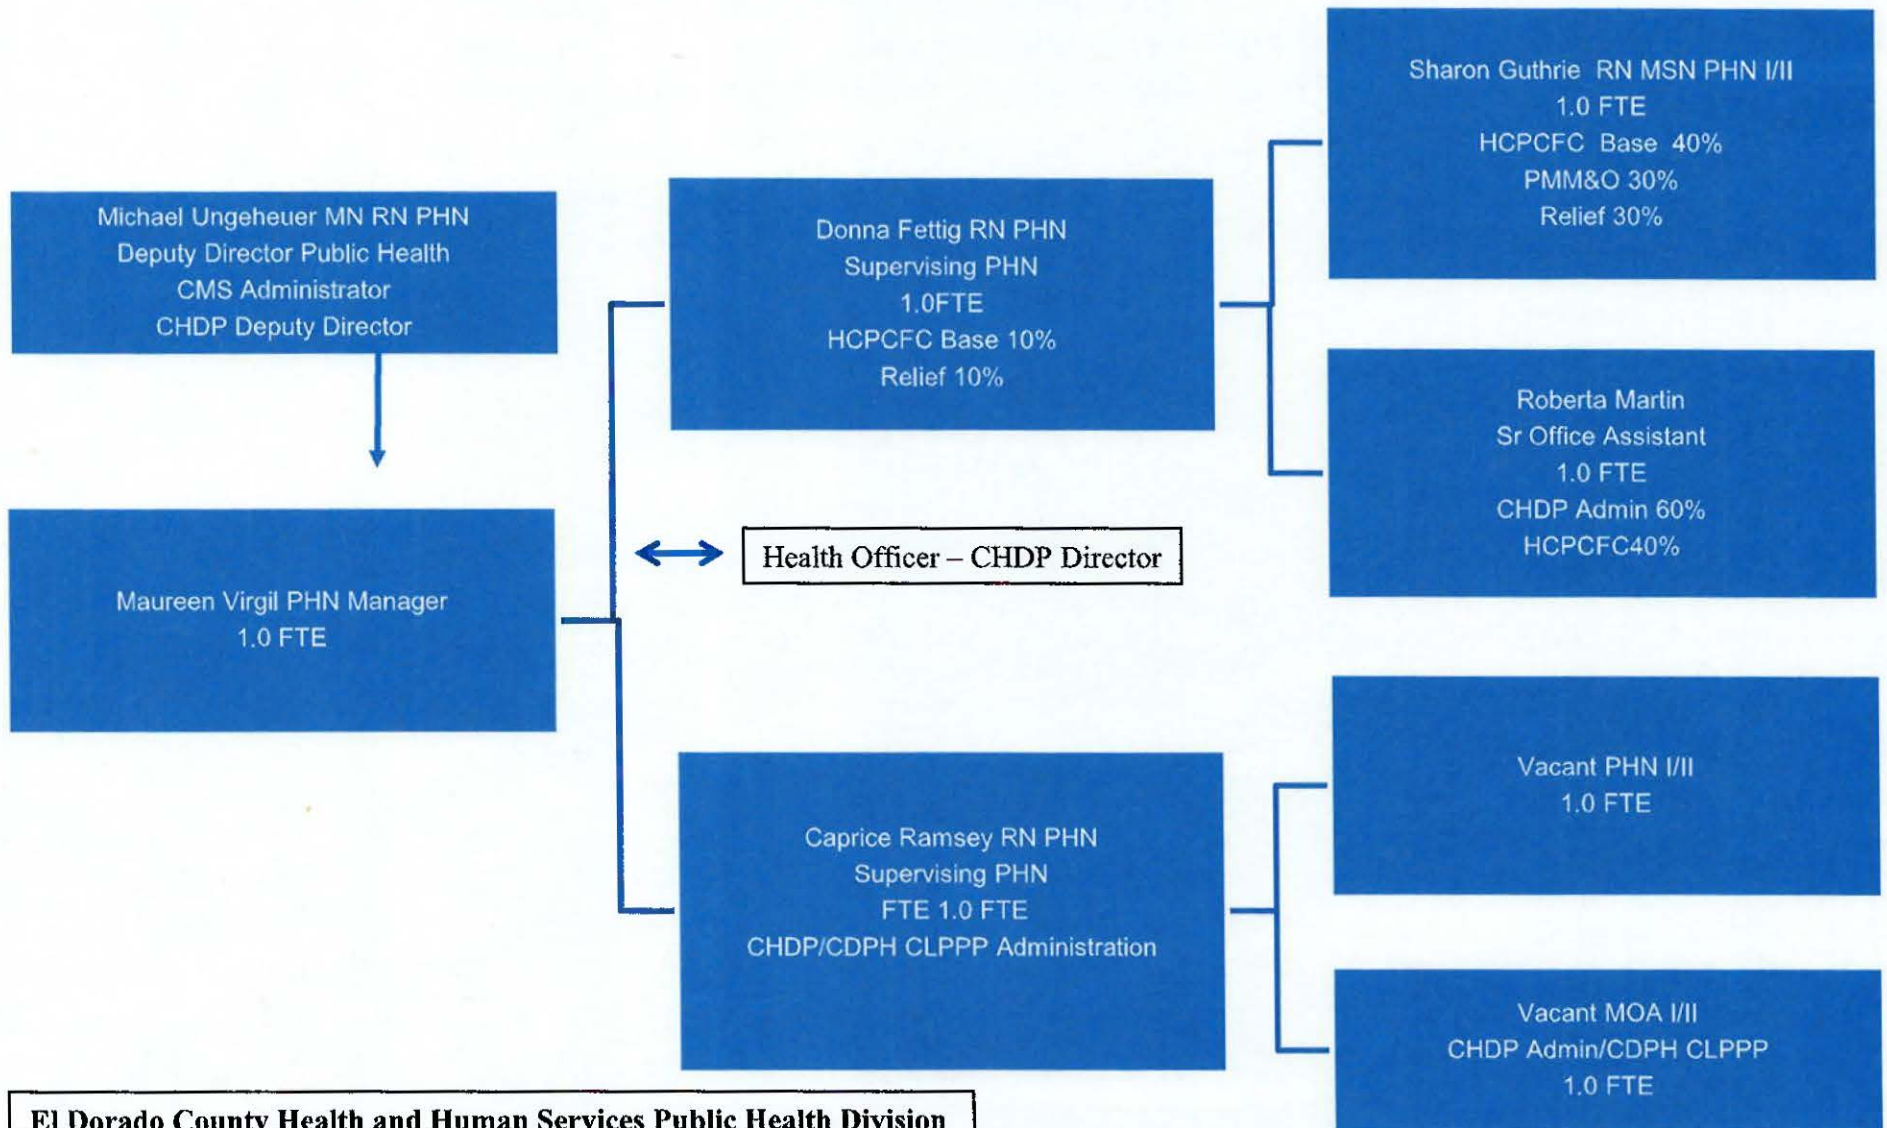 Michael Ungeheuer MN RN PHN
Deputy Director Public Health
CMS Administrator
CHDP Deputy Director
Maureen Virgil PHN Manager
1.0 FTE
Donna Fettig RN PHN
Supervising PHN
1.0FTE
HCPCFC Base 10%
Relief 10%
Health Officer – CHDP Director
Caprice Ramsey RN PHN
Supervising PHN
FTE 1.0 FTE
CHDP/CDPH CLPPP Administration
Sharon Guthrie RN MSN PHN I/II
1.0 FTE
HCPCFC Base 40%
PMM&O 30%
Relief 30%
Roberta Martin
Sr Office Assistant
1.0 FTE
CHDP Admin 60%
HCPCFC40%
Vacant PHN I/II
1.0 FTE
Vacant MOA I/II
CHDP Admin/CDPH CLPPP
1.0 FTE
El Dorado County Health and Human Services Public Health Division